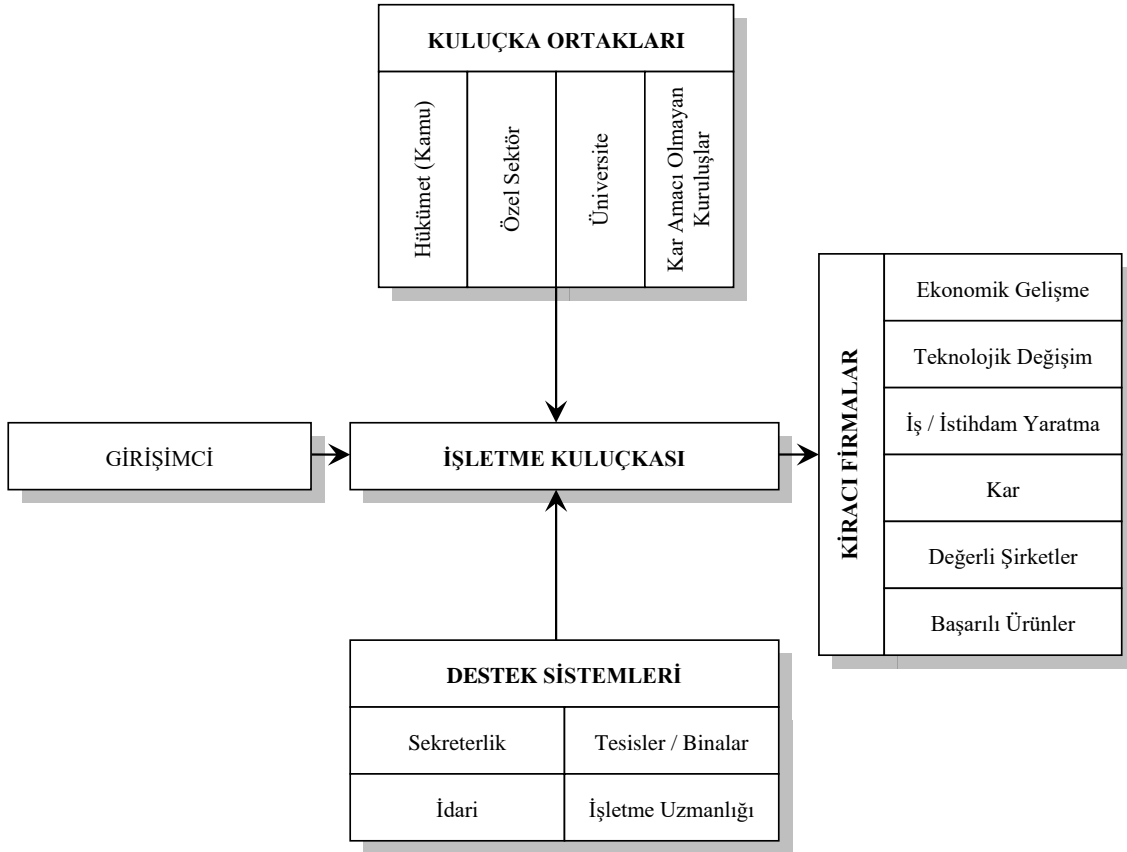 KULUÇKA ORTAKLARI
Hükümet (Kamu)
Özel Sektör
Üniversite
Kar Amacı Olmayan
Kuruluşlar
GİRİŞİMCİ
İŞLETME KULUÇKASI
KİRACI FİRMALAR
Ekonomik Gelişme
Teknolojik Değişim
İş / İstihdam Yaratma
Kar
Değerli Şirketler
Başarılı Ürünler
DESTEK SİSTEMLERİ
Sekreterlik
Tesisler / Binalar
İdari
İşletme Uzmanlığı